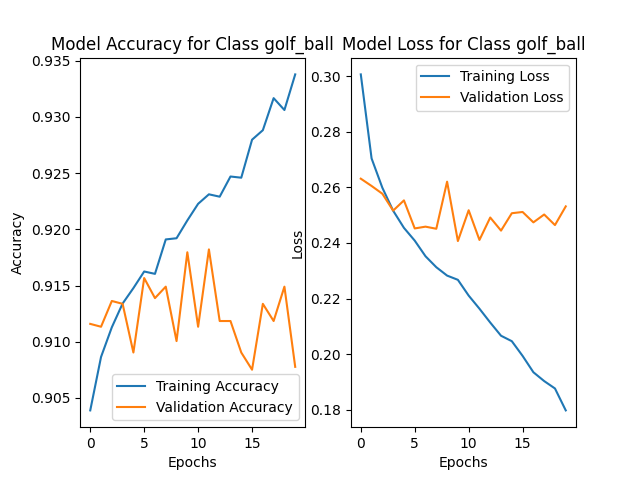 Model Accuracy for Class golf_ball
0.935
0.930
0.925
0.920
0.915
0.910
0.905
Accuracy
Training Accuracy
Validation Accuracy
0 5 10 15
Epochs
Model Loss for Class golf_ball
0.30
0.28
0.26
0.24
0.22
0.20
0.18
Loss
Training Loss
Validation Loss
0 5 10 15
Epochs